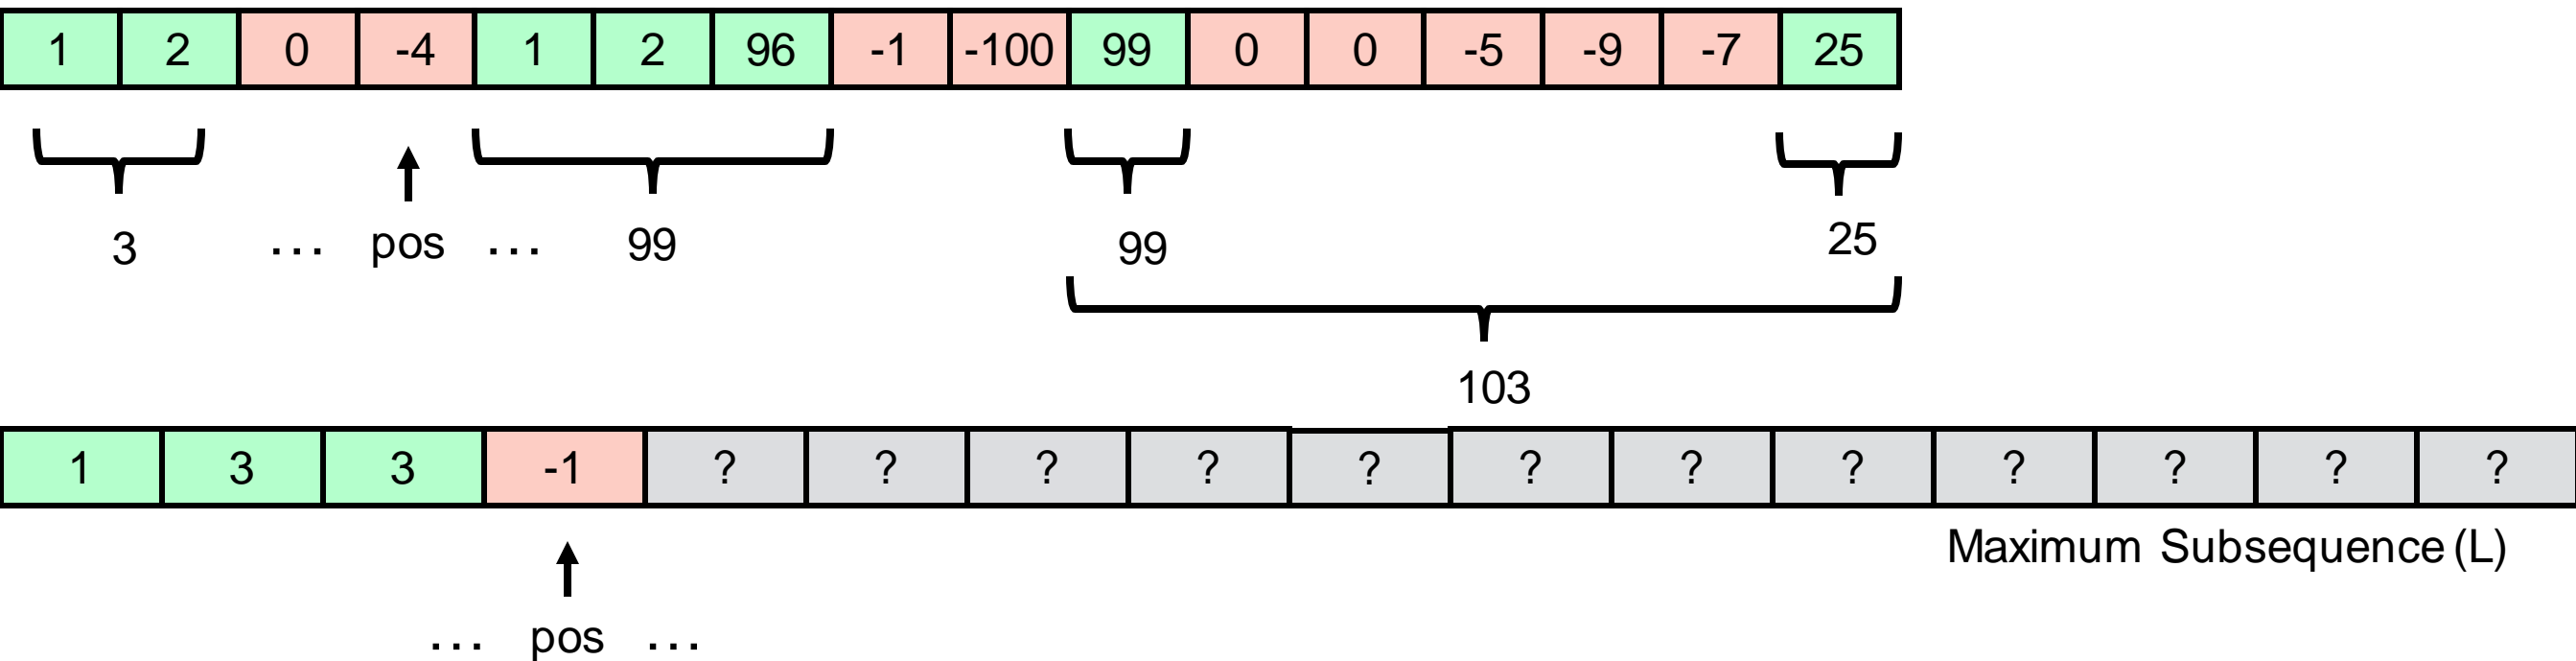 1 2 0 -4 1 2 96 -1 -100 99 0 0 -5 -9 -7 25
3 ... pos ... 99 99 25
103
1 3 3 -1 ? ? ? ? ? ? ? ? ? ? ? ?
Maximum Subsequence (L)
... pos ...